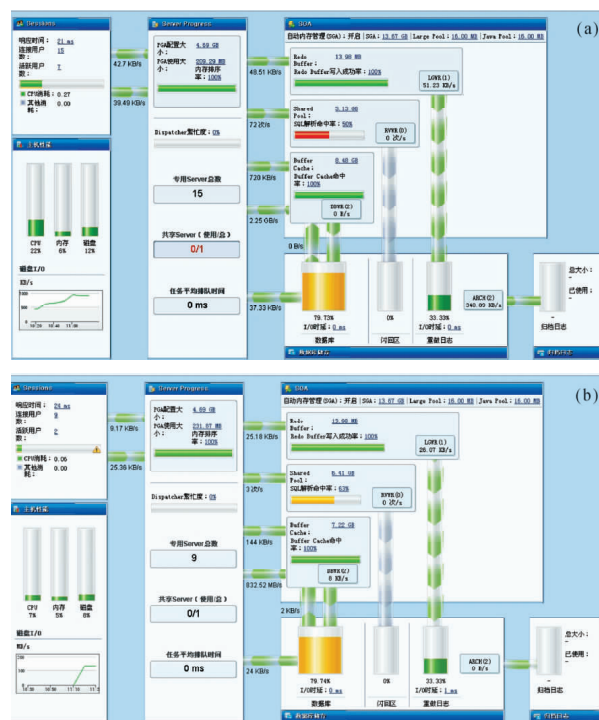 Sessions
响应时间： 21 ms
连接用户
数： 15
活跃用户
数： 7
CPU消耗：0.27
其他消
耗： 0.00
主机性能
CPU
22%
内存
6%
磁盘
12%
磁盘I/O
KB/s
42.7 KB/s
39.49 KB/s
Server Progress
PGA配置大
小： 4.69 GB
PGA使用大
小： 内存排序
率：100%
Dispatcher繁忙度：0%
专用Server总数
15
共享Server（使用/总）
0/1
任务平均排队时间
0 ms
48.51 KB/s
72 次/s
720 KB/s
2.25 GB/s
0 B/s
37.33 KB/s
SGA
(a)
自动内存管理(SGA)：开启|SGA：13.67 GB|Large Pool：16.00 MB|Java Pool：16.00 MB
Redo
Buffer： 13.98 MB
Redo Buffer写入成功率：100%
LGWR(1)
51.23 KB/s
Shared
Pool： 3.13 GB
SQL解析命中率：50%
RVWR(0)
0 次/s
Buffer
Cache： 6.48 GB
Buffer Cache命中
率：100%
DBWR(2)
0 B/s
79.73%
I/O时延：0 ms
数据库
0%
闪回区
33.33%
I/O时延：0 ms
重做日志
ARCH(2)
总大小：
-
已使用：
-
-
归档日志
数据库储存
归档日志
Sessions
响应时间： 24 ms
连接用户
数： 9
活跃用户
数： 2
CPU消耗：0.06
其他消
耗： 0.00
主机性能
CPU
7%
内存
5%
磁盘
8%
磁盘I/O
KB/s
9.17 KB/s
25.36 KB/s
Server Progress
PGA配置大
小： 4.69 GB
PGA使用大
小： 231.87 MB
内存排序
率：100%
Dispatcher繁忙度：0%
专用Server总数
9
共享Server（使用/总）
0/1
任务平均排队时间
0 ms
25.18 KB/s
3 次/s
144 KB/s
832.52 MB/s
2 KB/s
24 KB/s
SGA
(b)
自动内存管理(SGA)：开启|SGA：13.67 GB|Large Pool：16.00 MB|Java Pool：16.00 MB
Redo
Buffer： 13.98 MB
Redo Buffer写入成功率：100%
LGWR(1)
26.07 KB/s
Shared
Pool： 5.41 GB
SQL解析命中率：63%
RVWR(0)
0 次/s
Buffer
Cache： 7.22 GB
Buffer Cache命中
率：100%
DBWR(2)
6 KB/s
79.74%
I/O时延：0 ms
数据库
0%
闪回区
33.33%
I/O时延：1 ms
重做日志
ARCH(2)
0 B/s
总大小：
-
已使用：
-
-
归档日志
数据库储存
归档日志